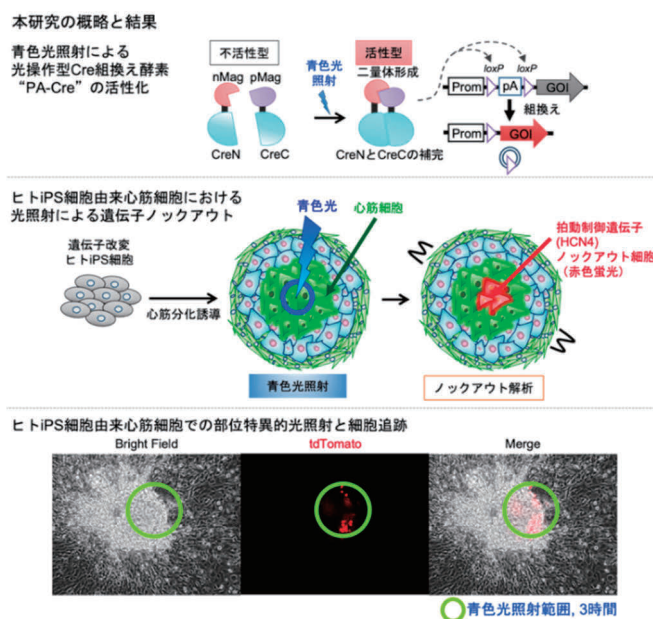 本研究の概略と結果
青色光照射による
光操作型Cre組換え酵素
“PA-Cre”の活性化
不活性型
nMag pMag
CreN CreC
青色光
照射
活性型
二量体形成
CreNとCreCの補完
loxP loxP
Prom pA GOI
組換え
Prom GOI
ヒトiPS細胞由来心筋細胞における
光照射による遺伝子ノックアウト
遺伝子改変
ヒトiPS細胞
心筋分化誘導
青色光 心筋細胞
青色光照射
拍動制御遺伝子
(HCN4)
ノックアウト細胞
（赤色蛍光）
ノックアウト解析
ヒトiPS細胞由来心筋細胞での部位特異的光照射と細胞追跡
Bright Field tdTomato Merge
青色光照射範囲, 3時間